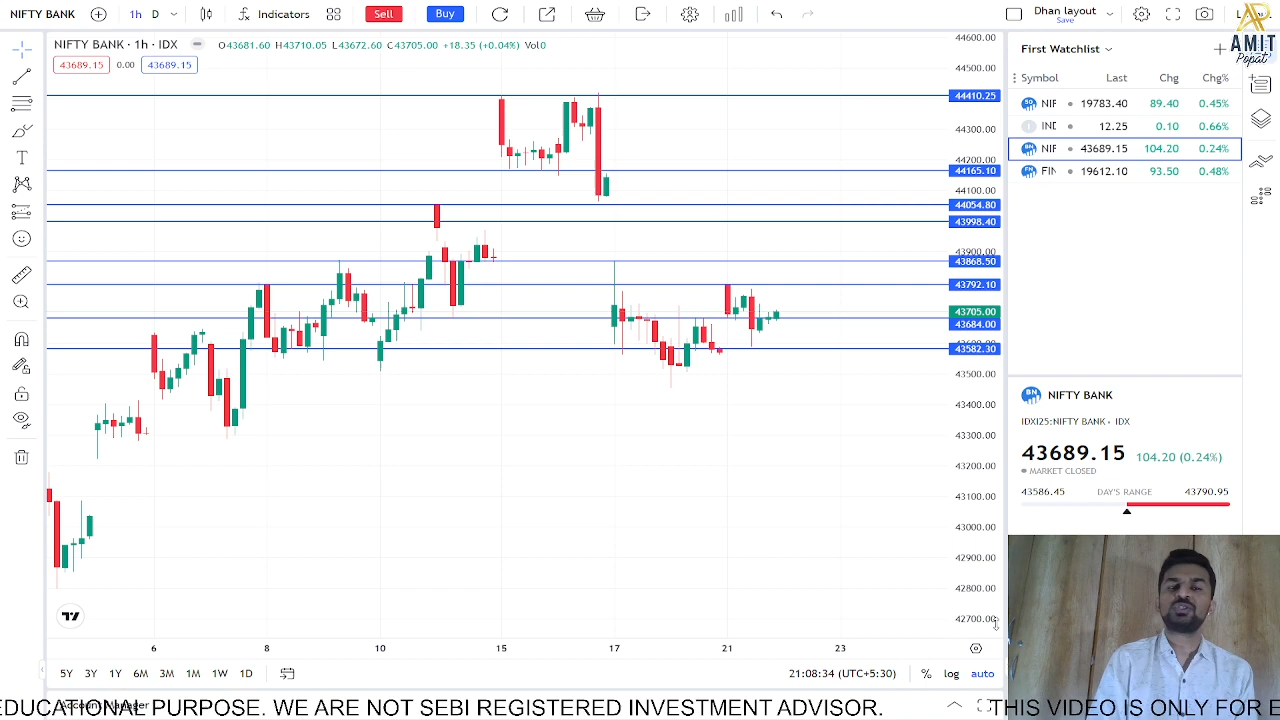 NIFTY BANK
1h
D
Indicators
Sell
Buy
Dhan layout
Save
NIFTY BANK · 1h · IDX
O43681.60 H43710.05 L43672.60 C43705.00 +18.35 (+0.04%) Vol0
43689.15
0.00
43689.15
44600.00
44500.00
44410.25
44300.00
44200.00
44165.10
44100.00
44054.80
43998.40
43900.00
43868.50
43792.10
43705.00
43684.00
43582.30
43500.00
43400.00
43300.00
43200.00
43100.00
43000.00
42900.00
42800.00
42700.00
6
8
10
15
17
21
23
5Y
3Y
1Y
6M
3M
1M
1W
1D
21:08:34 (UTC+5:30)
%
log
auto
AMIT
Popat
First Watchlist
Symbol Last Chg Chg%
NIF 19783.40 89.40 0.45%
IND 12.25 0.10 0.66%
NIF 43689.15 104.20 0.24%
FIN 19612.10 93.50 0.48%
NIFTY BANK
IDXI25:NIFTY BANK • IDX
43689.15 104.20 (0.24%)
MARKET CLOSED
43586.45 DAY'S RANGE 43790.95
Account Manager
EDUCATIONAL PURPOSE. WE ARE NOT SEBI REGISTERED INVESTMENT ADVISOR. THIS VIDEO IS ONLY FOR E